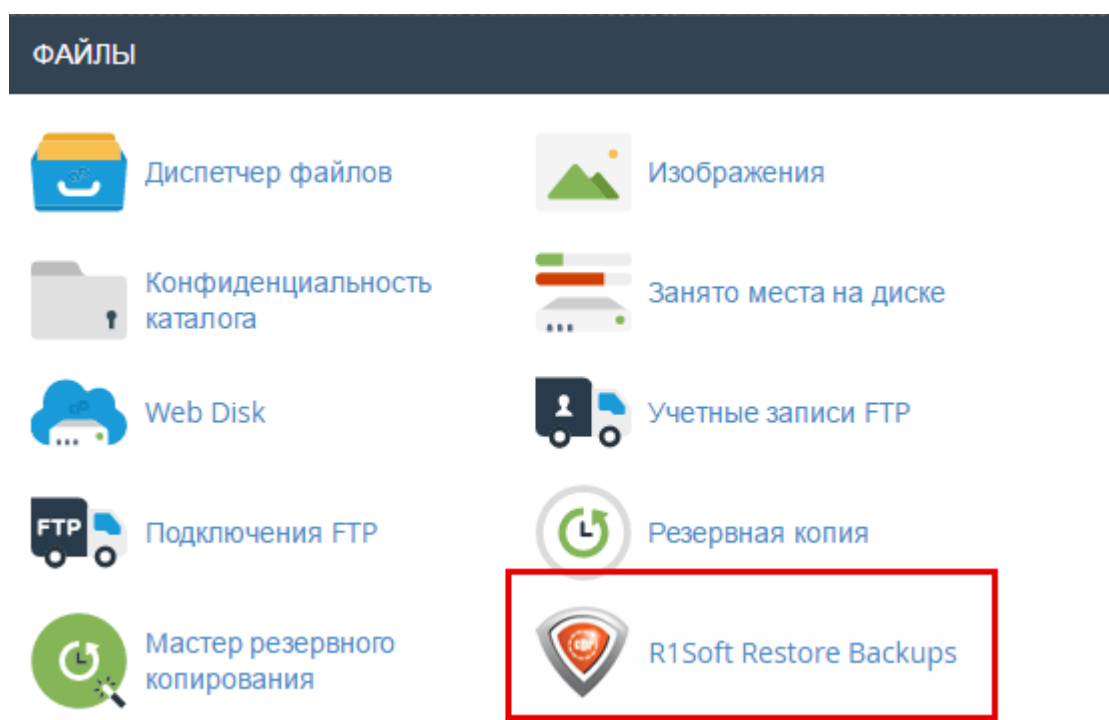 ФАЙЛЫ
Диспетчер файлов
Изображения
Конфиденциальность
каталога
Занято места на диске
cP
Web Disk
Учетные записи FTP
FTP
Подключения FTP
Резервная копия
Мастер резервного
копирования
R1Soft Restore Backups